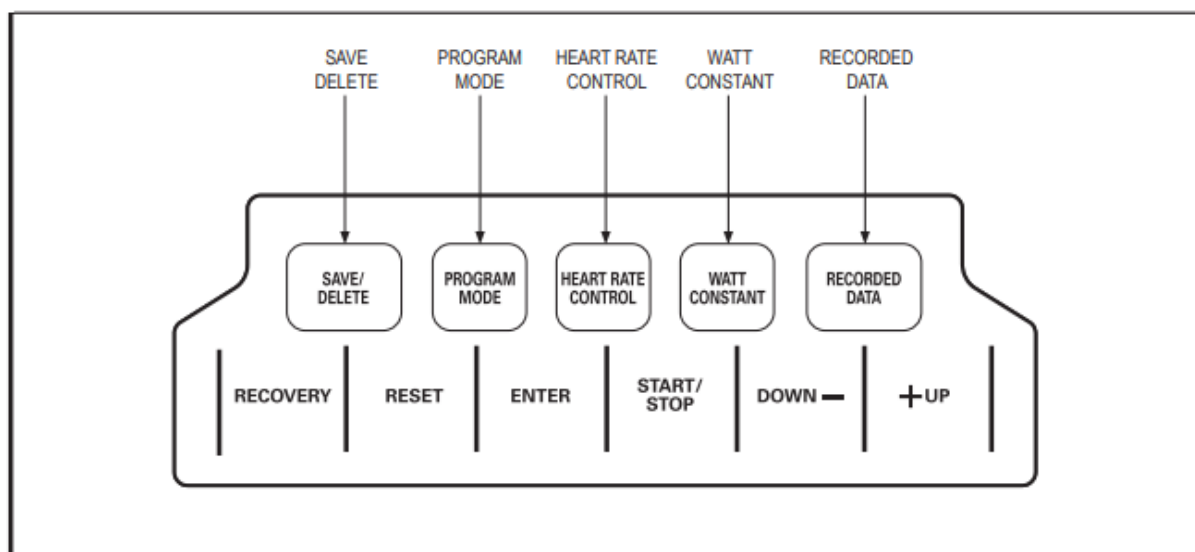 SAVE
DELETE
PROGRAM
MODE
HEART RATE
CONTROL
WATT
CONSTANT
RECORDED
DATA
SAVE/
DELETE
PROGRAM
MODE
HEART RATE
CONTROL
WATT
CONSTANT
RECORDED
DATA
RECOVERY
RESET
ENTER
START/
STOP
DOWN −
+UP